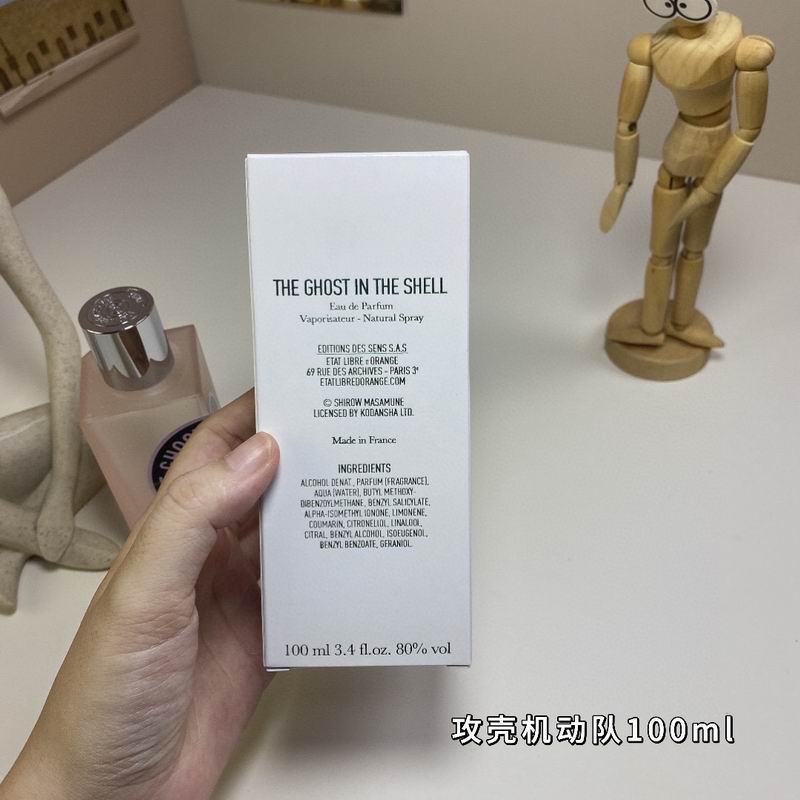 THE GHOST IN THE SHELL
Eau de Parfum
Vaporisateur - Natural Spray
EDITIONS DES SENS S.A.S
ETAT LIBRE D'ORANGE
69 RUE DES ARCHIVES - PARIS 3ᵉ
ETATLIBREDORANGE.COM
© SHIROW MASAMUNE
LICENSED BY KODANSHA LTD.
Made in France
INGREDIENTS
ALCOHOL DENAT., PARFUM (FRAGRANCE),
AQUA (WATER), BUTYL METHOXY-
DIBENZOYLMETHANE, BENZYL SALICYLATE,
ALPHA-ISOMETHYL IONONE, LIMONENE,
COUMARIN, CITRONELLOL, LINALOOL,
CITRAL, BENZYL ALCOHOL, ISOEUGENOL,
BENZYL BENZOATE, GERANIOL.
100 ml 3.4 fl.oz. 80% vol
攻壳机动队100ml